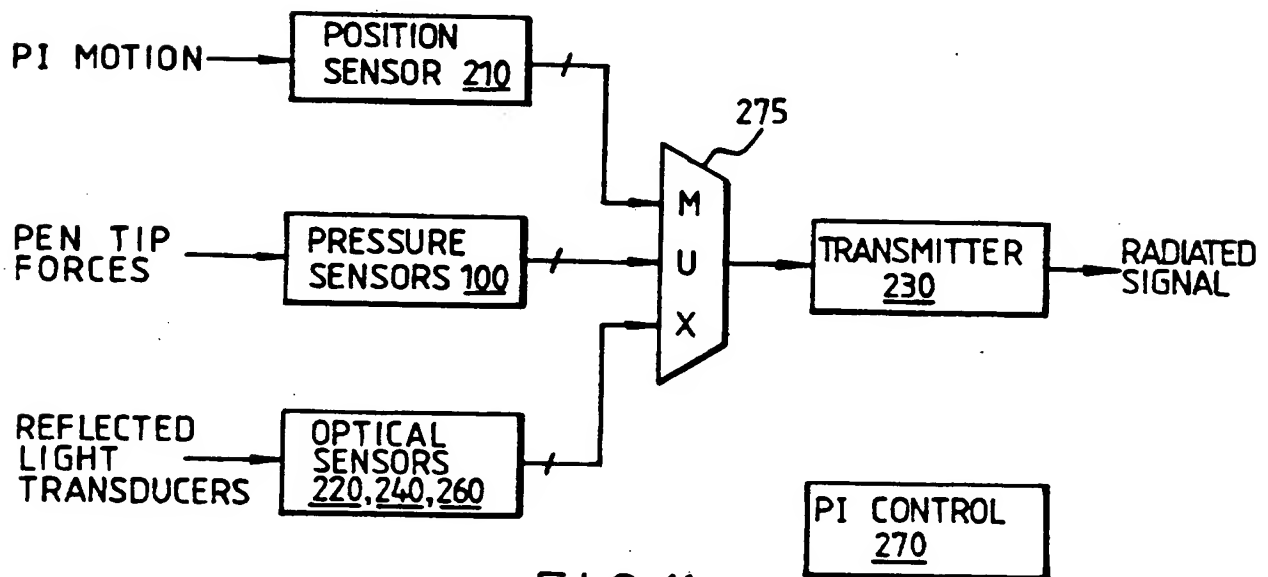 PI MOTION
POSITION
SENSOR 210
275
M
U
X
PEN TIP
FORCES
PRESSURE
SENSORS 100
TRANSMITTER
230
RADIATED
SIGNAL
REFLECTED
LIGHT
TRANSDUCERS
OPTICAL
SENSORS
220, 240, 260
PI CONTROL
270